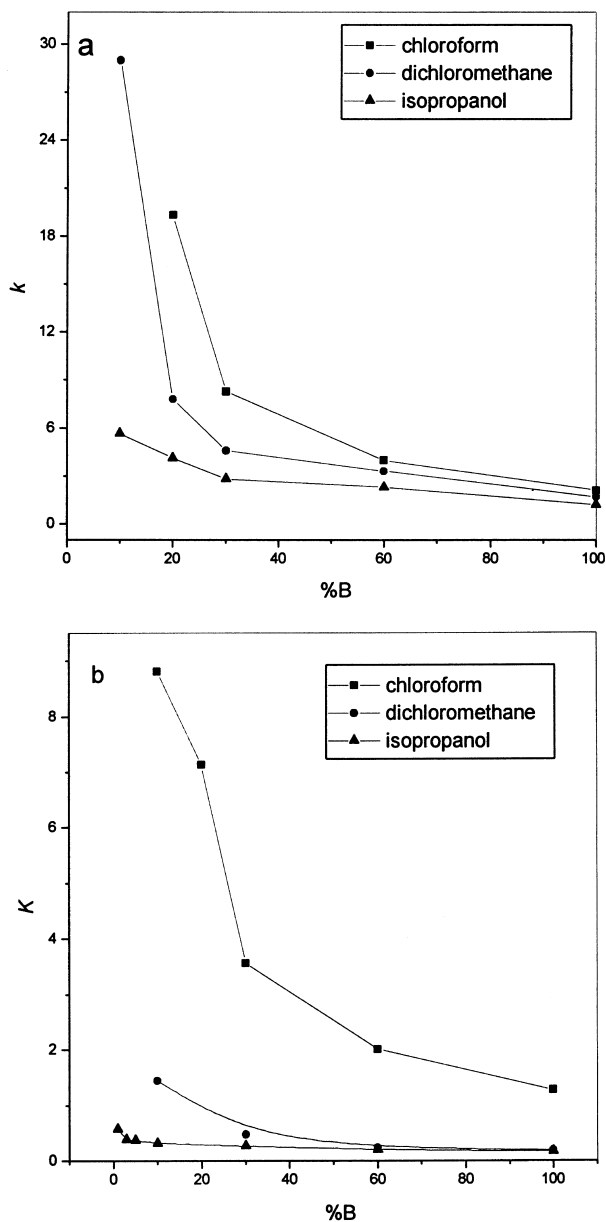 a
chloroform
dichloromethane
isopropanol
30
24
18
12
6
0
k
0 20 40 60 80 100
%B
b
chloroform
dichloromethane
isopropanol
8
6
4
2
0
K
0 20 40 60 80 100
%B